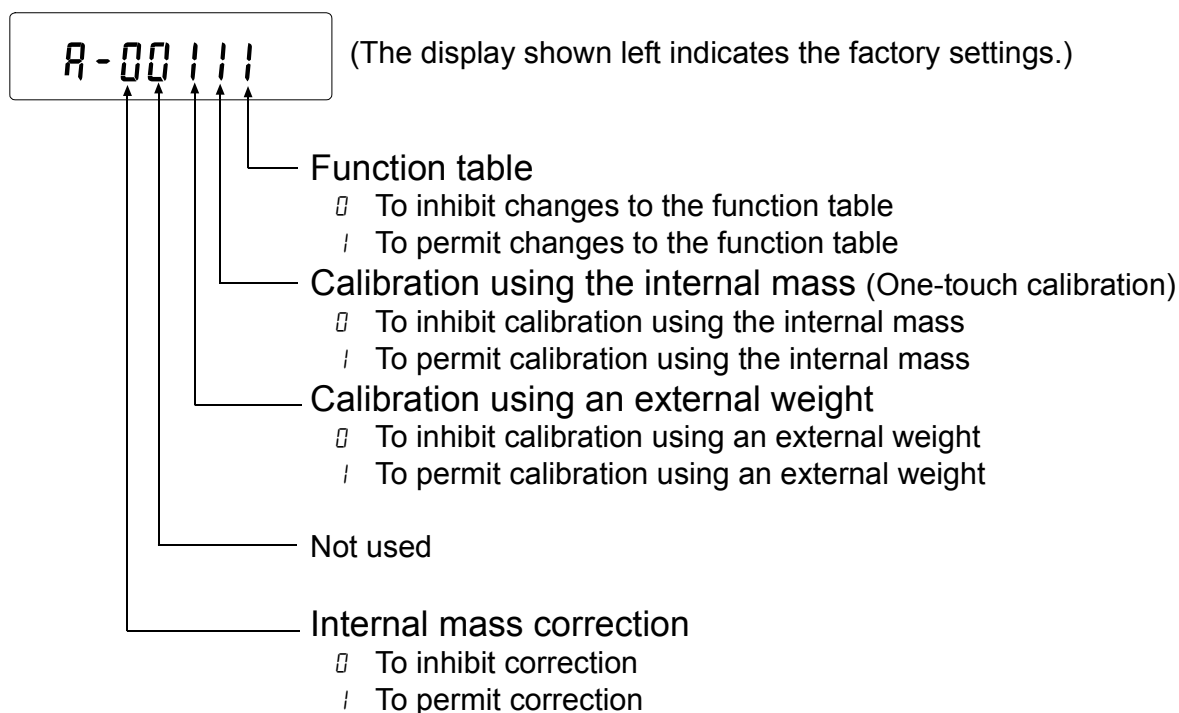 A-00111
(The display shown left indicates the factory settings.)
Function table
0 To inhibit changes to the function table
1 To permit changes to the function table
Calibration using the internal mass (One-touch calibration)
0 To inhibit calibration using the internal mass
1 To permit calibration using the internal mass
Calibration using an external weight
0 To inhibit calibration using an external weight
1 To permit calibration using an external weight
Not used
Internal mass correction
0 To inhibit correction
1 To permit correction